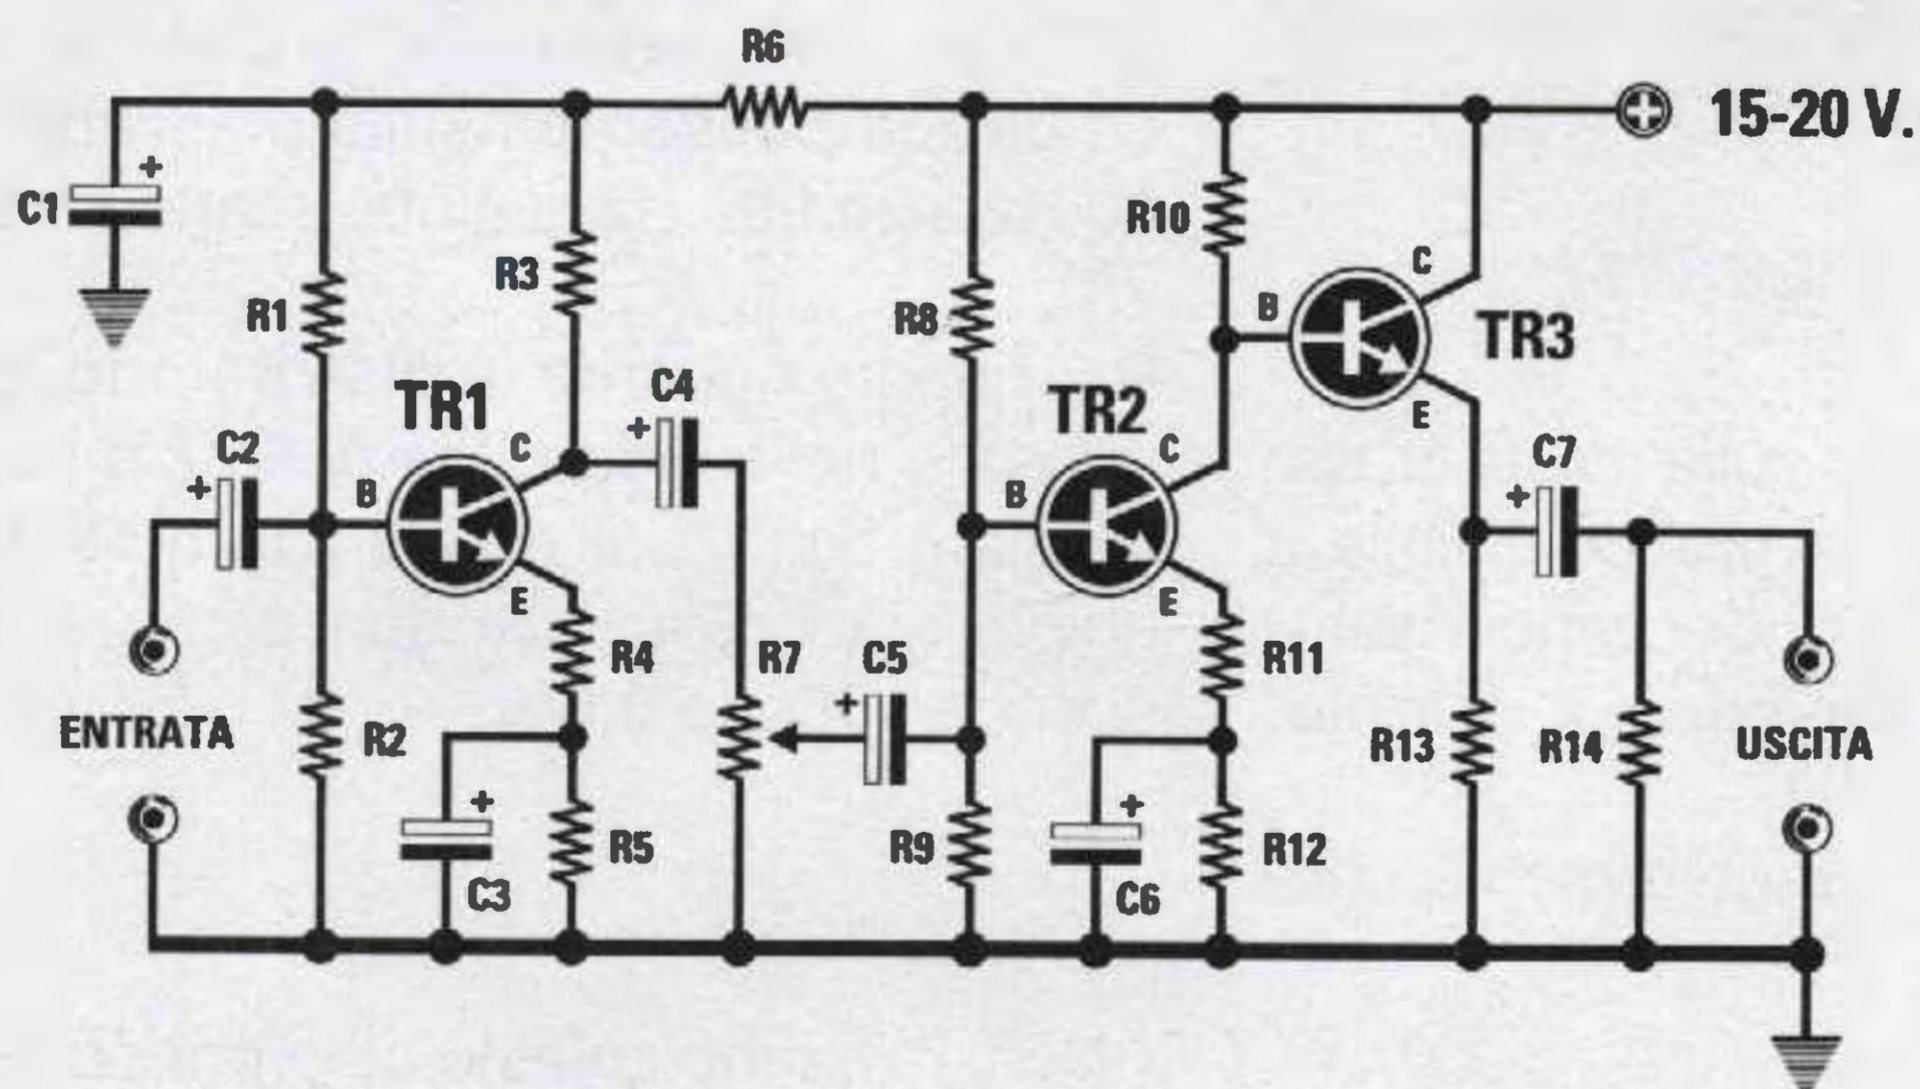 R6
15-20 V.
+
C1
R10
R3
C
R1
B
R8
TR3
C4
TR1
+
TR2
E
C2
C
C
C7
+
B
B
+
E
E
R4
R7
C5
R11
+
ENTRATA
R2
R13
R14
USCITA
+
+
R5
R9
R12
C3
C6